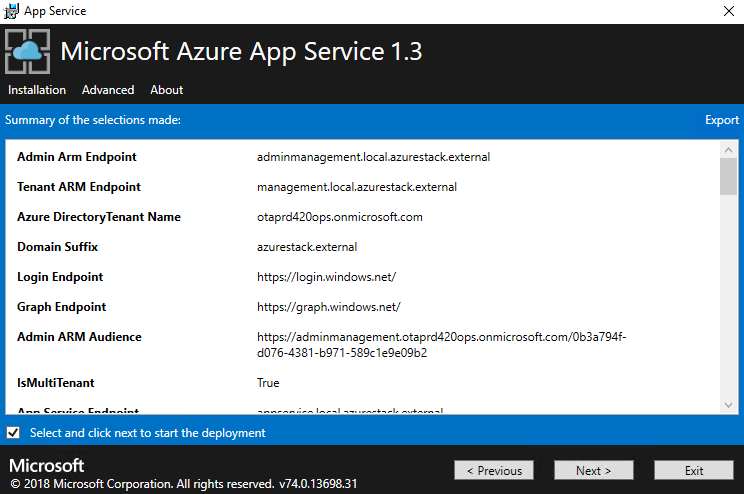 App Service
Microsoft Azure App Service 1.3
Installation Advanced About
Summary of the selections made: Export
Admin Arm Endpoint adminmanagement.local.azurestack.external
Tenant ARM Endpoint management.local.azurestack.external
Azure DirectoryTenant Name otaprd420ops.onmicrosoft.com
Domain Suffix azurestack.external
Login Endpoint https://login.windows.net/
Graph Endpoint https://graph.windows.net/
Admin ARM Audience https://adminmanagement.otaprd420ops.onmicrosoft.com/0b3a794f-
d076-4381-b971-589c1e9e09b2
IsMultiTenant True
App Service Endpoint appservice.local.azurestack.external
Select and click next to start the deployment
Microsoft
© 2018 Microsoft Corporation. All rights reserved. v74.0.13698.31
< Previous Next > Exit